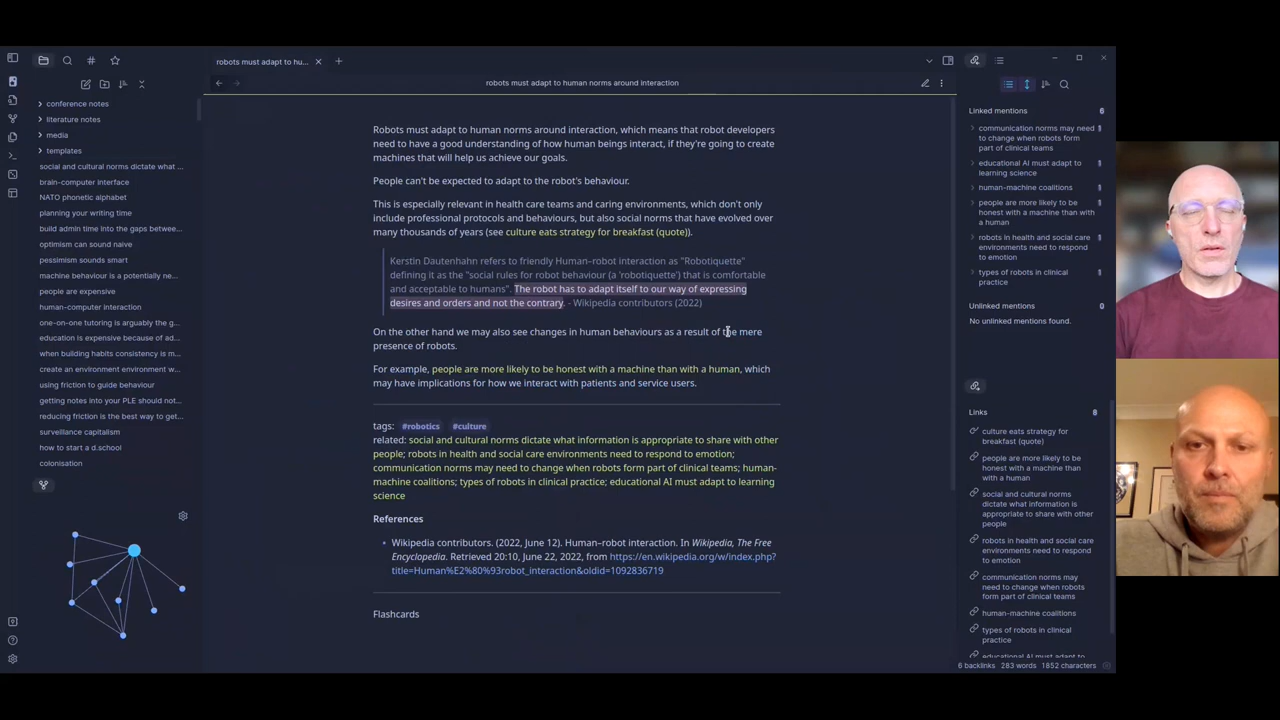 robots must adapt to hu...
robots must adapt to human norms around interaction
conference notes
literature notes
media
templates
social and cultural norms dictate what ...
brain-computer interface
NATO phonetic alphabet
planning your writing time
build admin time into the gaps betwee...
optimism can sound naive
pessimism sounds smart
machine behaviour is a potentially ne...
people are expensive
human-computer interaction
one-on-one tutoring is arguably the g...
education is expensive because of ad...
when building habits consistency is m...
create an environment environment w...
using friction to guide behaviour
getting notes into your PLE should not...
reducing friction is the best way to get...
surveillance capitalism
how to start a d.school
colonisation
Robots must adapt to human norms around interaction, which means that robot developers
need to have a good understanding of how human beings interact, if they're going to create
machines that will help us achieve our goals.
People can't be expected to adapt to the robot's behaviour.
This is especially relevant in health care teams and caring environments, which don't only
include professional protocols and behaviours, but also social norms that have evolved over
many thousands of years (see culture eats strategy for breakfast (quote)).
Kerstin Dautenhahn refers to friendly Human–robot interaction as "Robotiquette"
defining it as the "social rules for robot behaviour (a 'robotiquette') that is comfortable
and acceptable to humans". The robot has to adapt itself to our way of expressing
desires and orders and not the contrary. - Wikipedia contributors (2022)
On the other hand we may also see changes in human behaviours as a result of the mere
presence of robots.
For example, people are more likely to be honest with a machine than with a human, which
may have implications for how we interact with patients and service users.
tags: #robotics #culture
related: social and cultural norms dictate what information is appropriate to share with other
people; robots in health and social care environments need to respond to emotion;
communication norms may need to change when robots form part of clinical teams; human-
machine coalitions; types of robots in clinical practice; educational AI must adapt to learning
science
References
Wikipedia contributors. (2022, June 12). Human–robot interaction. In Wikipedia, The Free
Encyclopedia. Retrieved 20:10, June 22, 2022, from https://en.wikipedia.org/w/index.php?
title=Human%E2%80%93robot_interaction&oldid=1092836719
Flashcards
Linked mentions 6
communication norms may need 1
to change when robots form
part of clinical teams
educational AI must adapt to 1
learning science
human-machine coalitions 1
people are more likely to be 1
honest with a machine than with
a human
robots in health and social care 1
environments need to respond
to emotion
types of robots in clinical 1
practice
Unlinked mentions 0
No unlinked mentions found.
Links 8
culture eats strategy for
breakfast (quote)
people are more likely to be
honest with a machine than
with a human
social and cultural norms
dictate what information is
appropriate to share with other
people
robots in health and social care
environments need to respond
to emotion
communication norms may
need to change when robots
form part of clinical teams
human-machine coalitions
types of robots in clinical
practice
educational AI must adapt to
6 backlinks 283 words 1852 characters